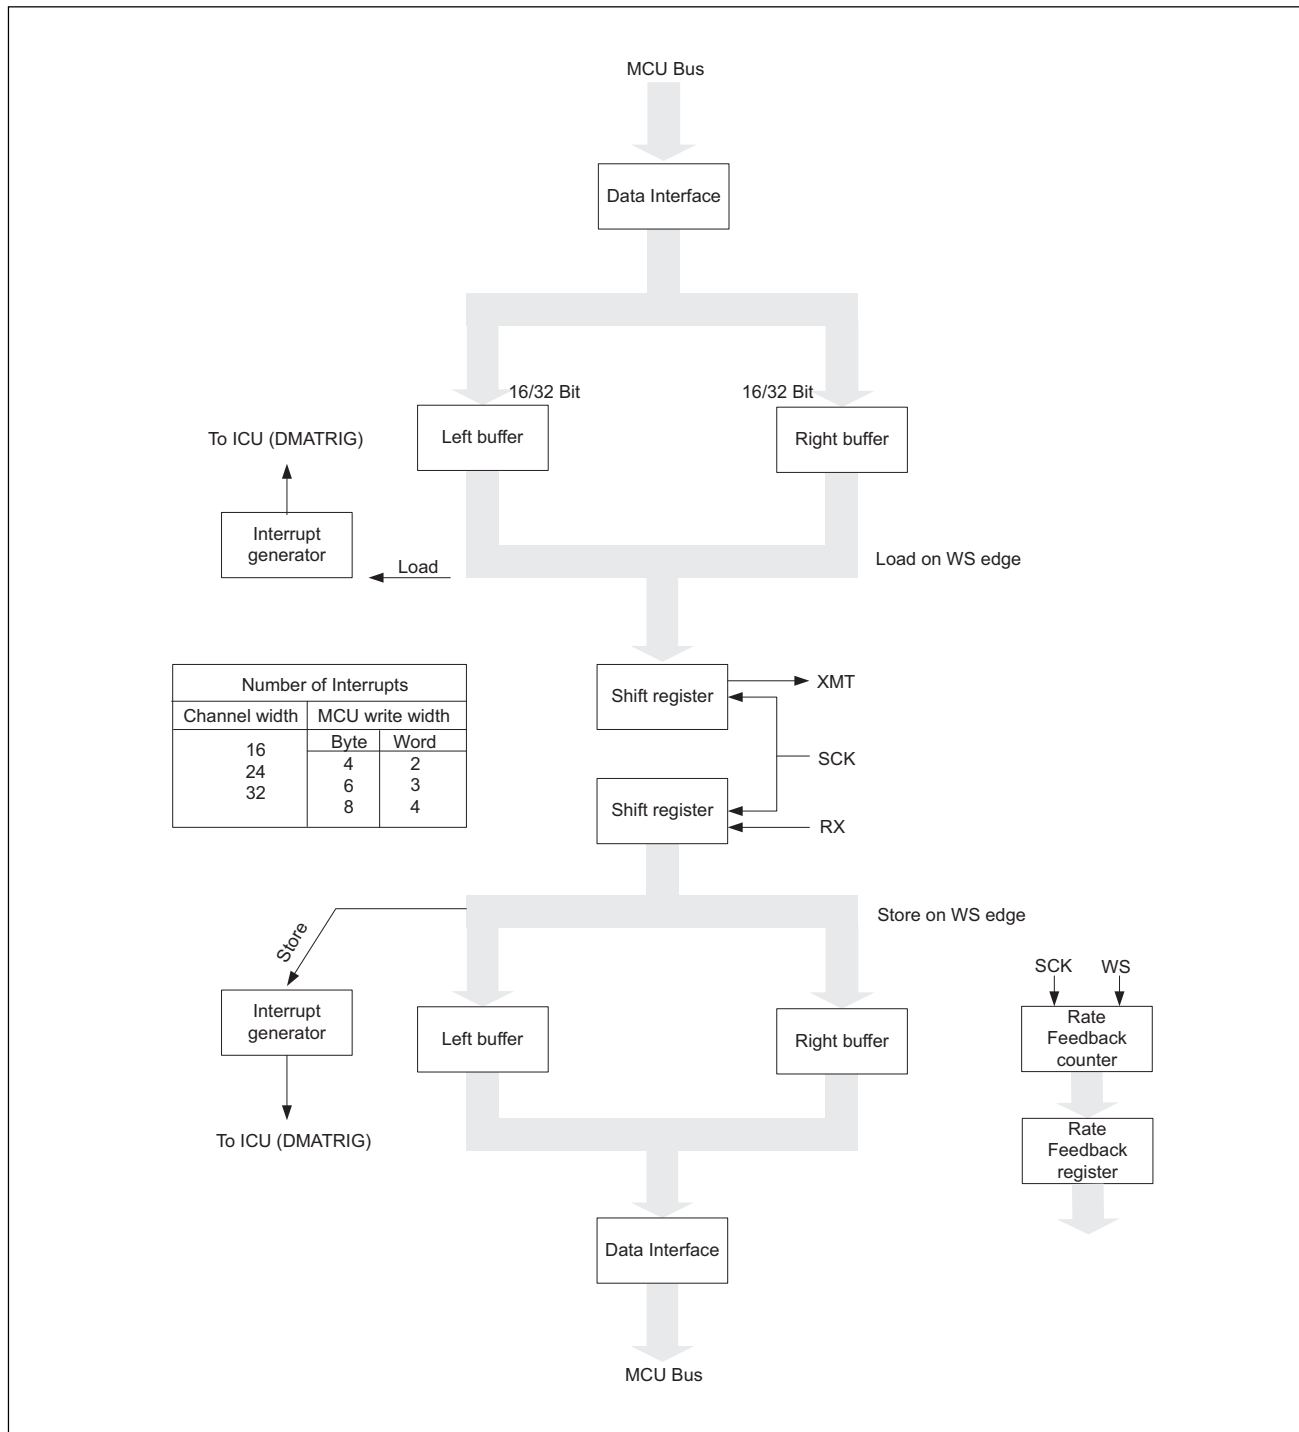 MCU Bus
Data Interface
16/32 Bit
16/32 Bit
Left buffer
Right buffer
To ICU (DMATRIG)
Interrupt
generator
Load
Load on WS edge
Shift register
XMT
SCK
Number of Interrupts
Channel width
MCU write width
Byte
Word
16
24
32
4
2
6
3
8
4
Shift register
RX
Store on WS edge
Store
Interrupt
generator
To ICU (DMATRIG)
Left buffer
Right buffer
SCK
WS
Rate
Feedback
counter
Rate
Feedback
register
Data Interface
MCU Bus